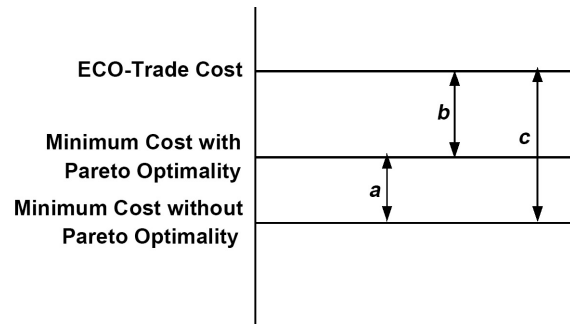 ECO-Trade Cost
b
Minimum Cost with
c
Pareto Optimality
a
Minimum Cost without
Pareto Optimality